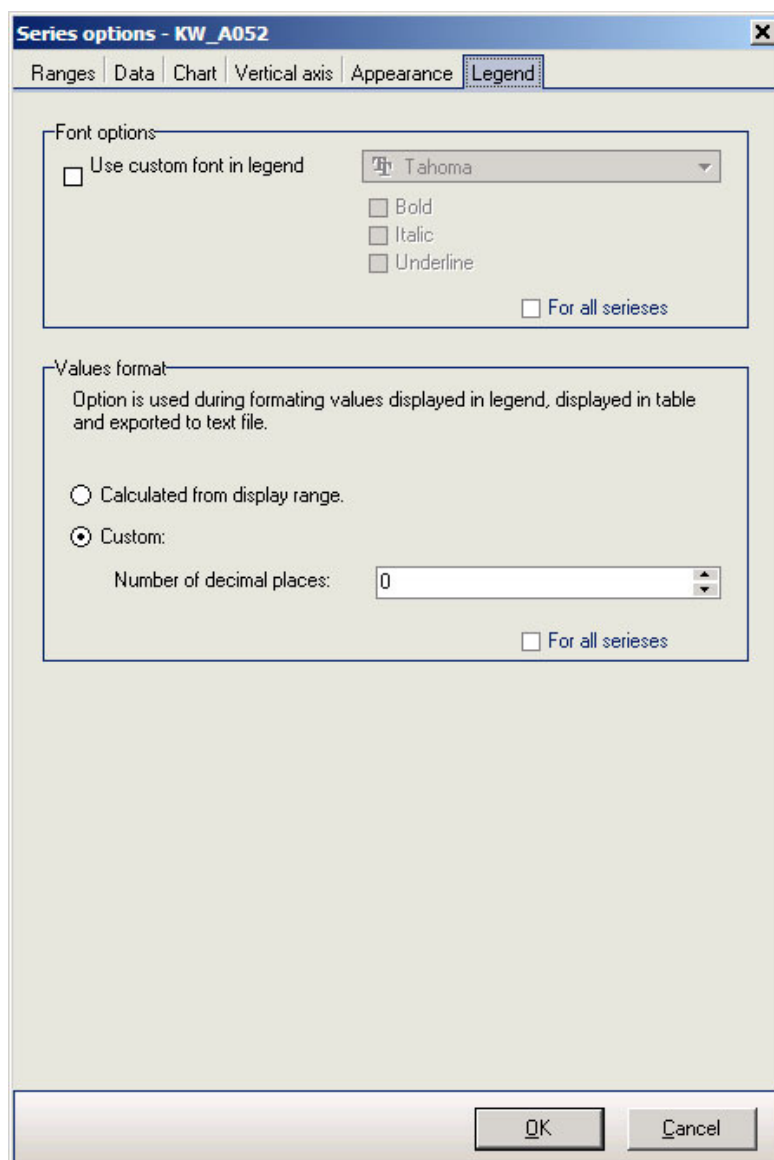 Series options - KW_A052
Ranges Data Chart Vertical axis Appearance Legend
Font options
Use custom font in legend
Tahoma
Bold
Italic
Underline
For all serieses
Values format
Option is used during formating values displayed in legend, displayed in table
and exported to text file.
Calculated from display range.
Custom:
Number of decimal places: 0
For all serieses
OK Cancel